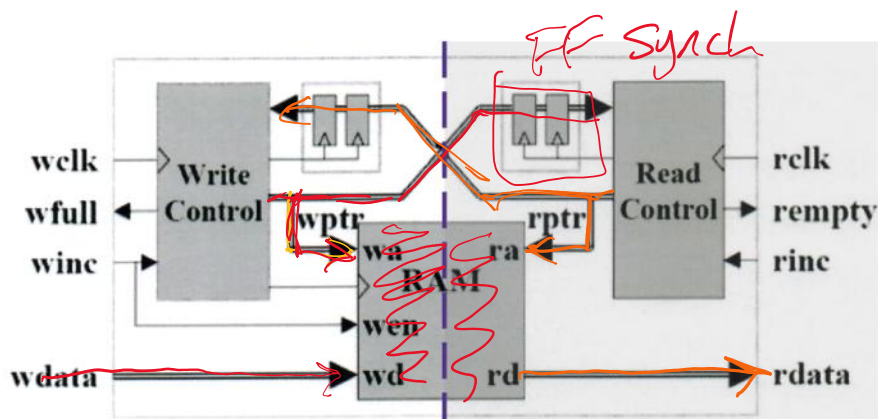 FF Synch
wclk
wfull
winc
wdata
Write
Control
wptr
rptr
Read
Control
rclk
rempty
rinc
rdata
wa
ra
RAM
wen
wd
rd